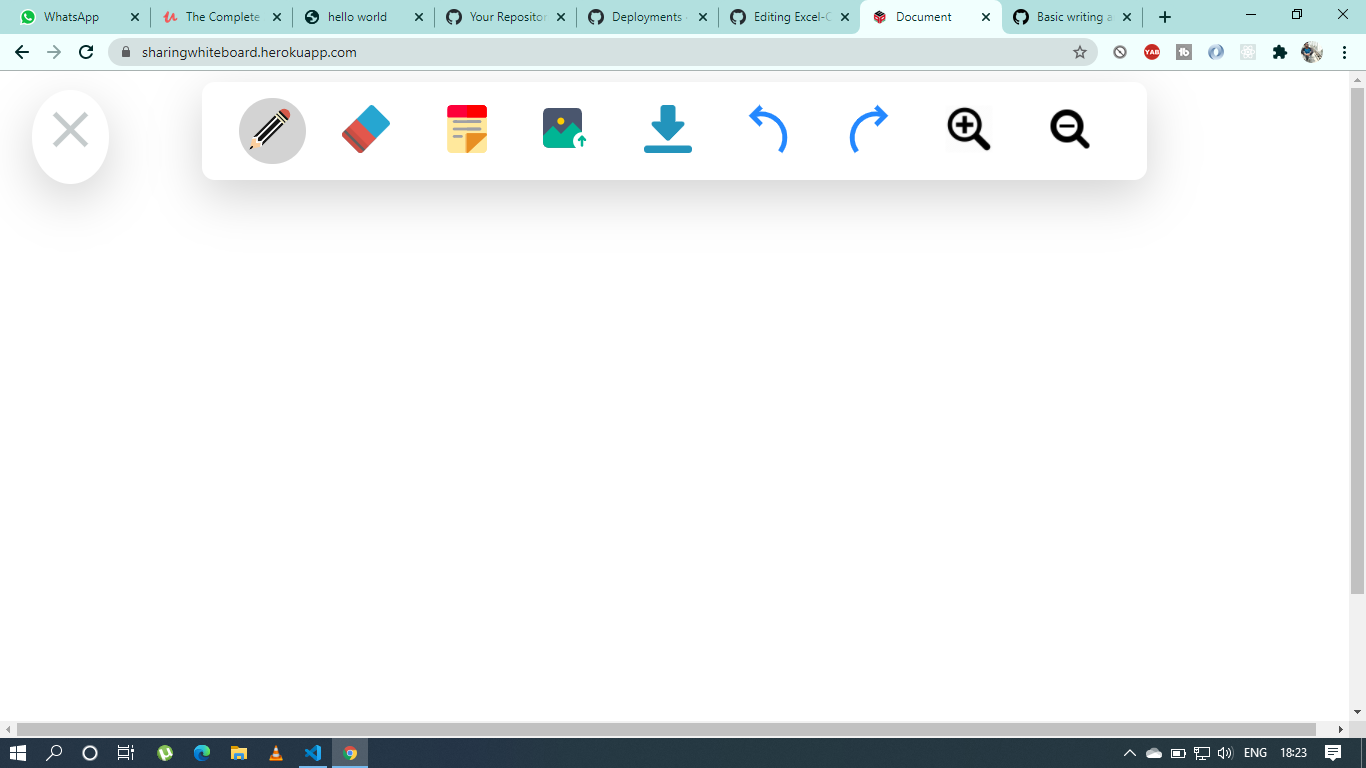 WhatsApp
The Complete
hello world
Your Repositor
Deployments
Editing Excel-C
Document
Basic writing a
sharingwhiteboard.herokuapp.com
YAB
tb
ENG
18:23